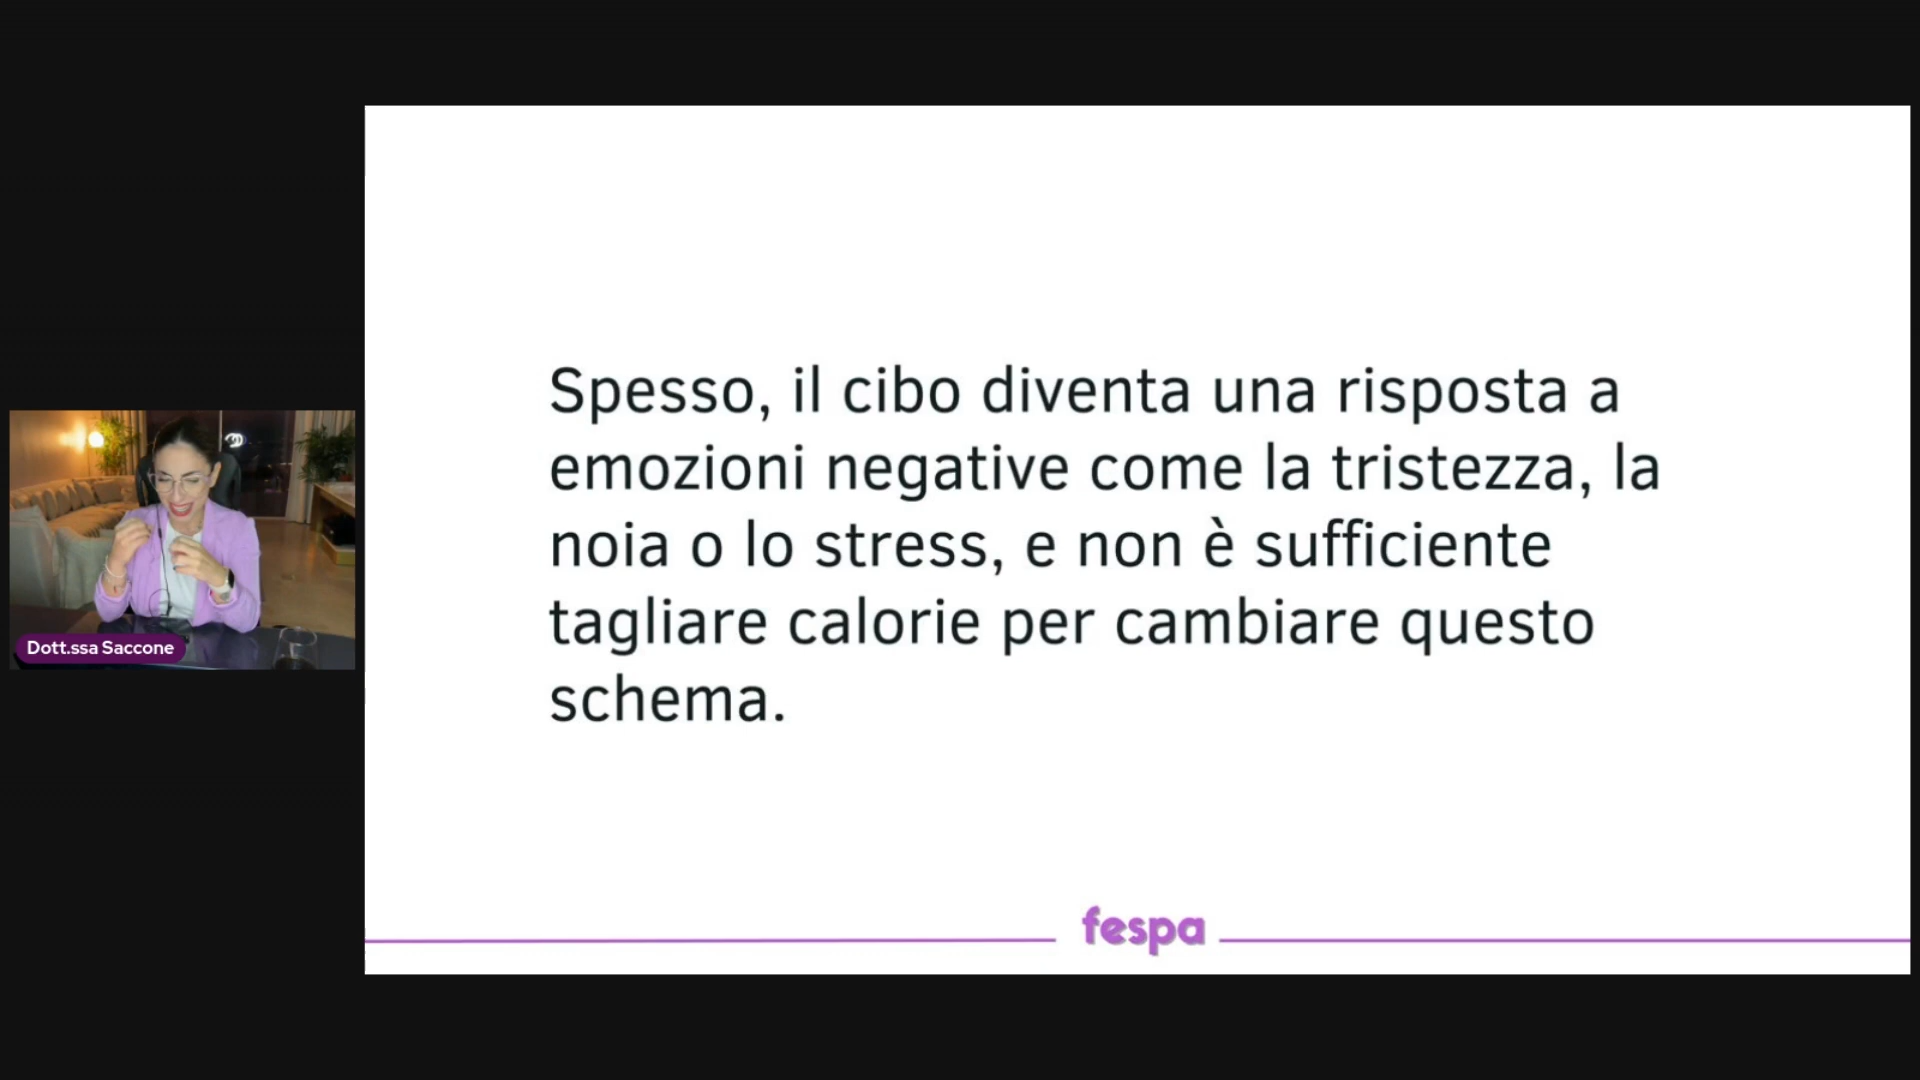 Spesso, il cibo diventa una risposta a
emozioni negative come la tristezza, la
noia o lo stress, e non è sufficiente
tagliare calorie per cambiare questo
schema.
Dott.ssa Saccone
fespa